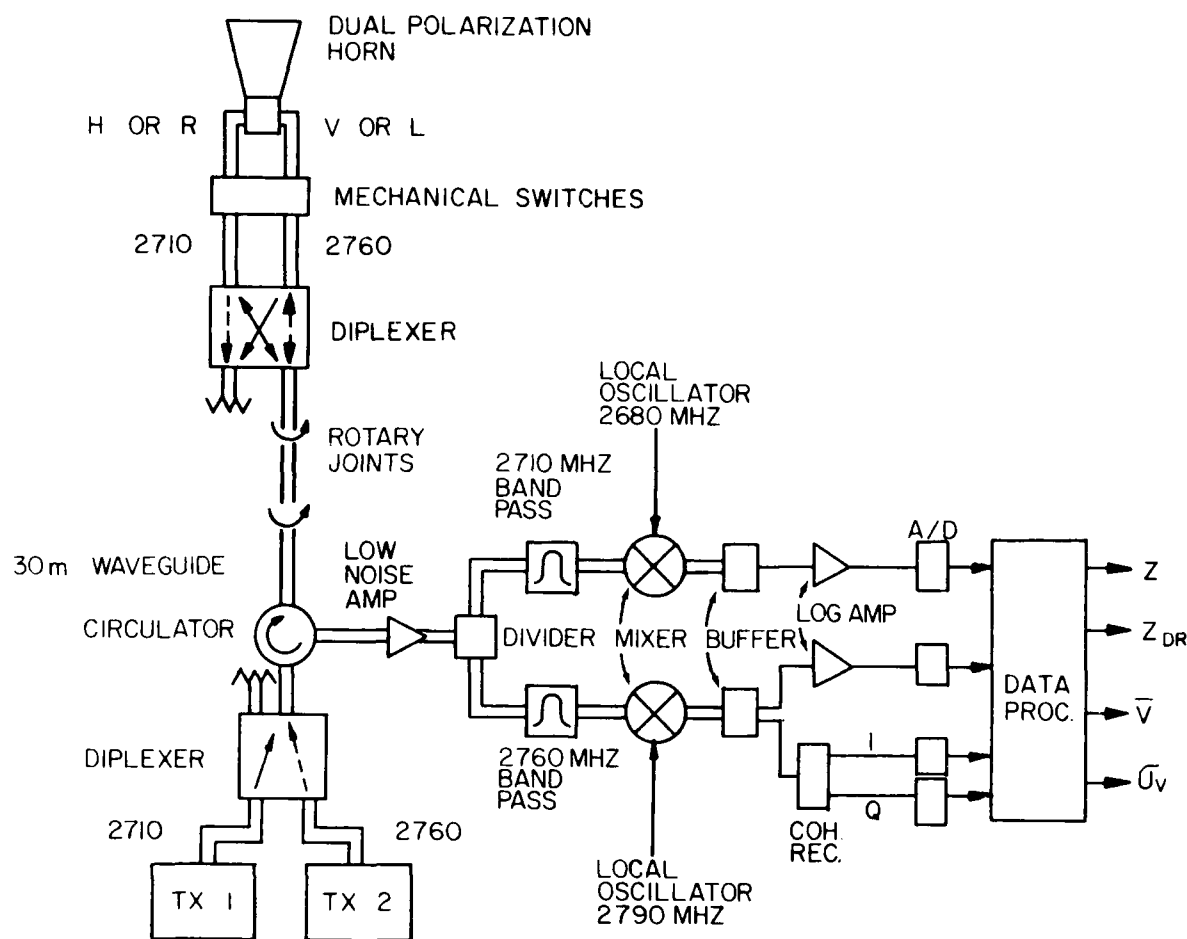 DUAL POLARIZATION
HORN
H OR R
V OR L
MECHANICAL SWITCHES
2710
2760
DIPLEXER
ROTARY
JOINTS
LOCAL
OSCILLATOR
2680 MHZ
2710 MHZ
BAND
PASS
A/D
30m WAVEGUIDE
LOW
NOISE
AMP
CIRCULATOR
DIVIDER
MIXER
BUFFER
LOG AMP
Z
Z DR
DATA
PROC.
V̅
σ̅V
DIPLEXER
2760 MHZ
BAND
PASS
I
Q
COH.
REC.
2710
2760
LOCAL
OSCILLATOR
2790 MHZ
TX 1
TX 2